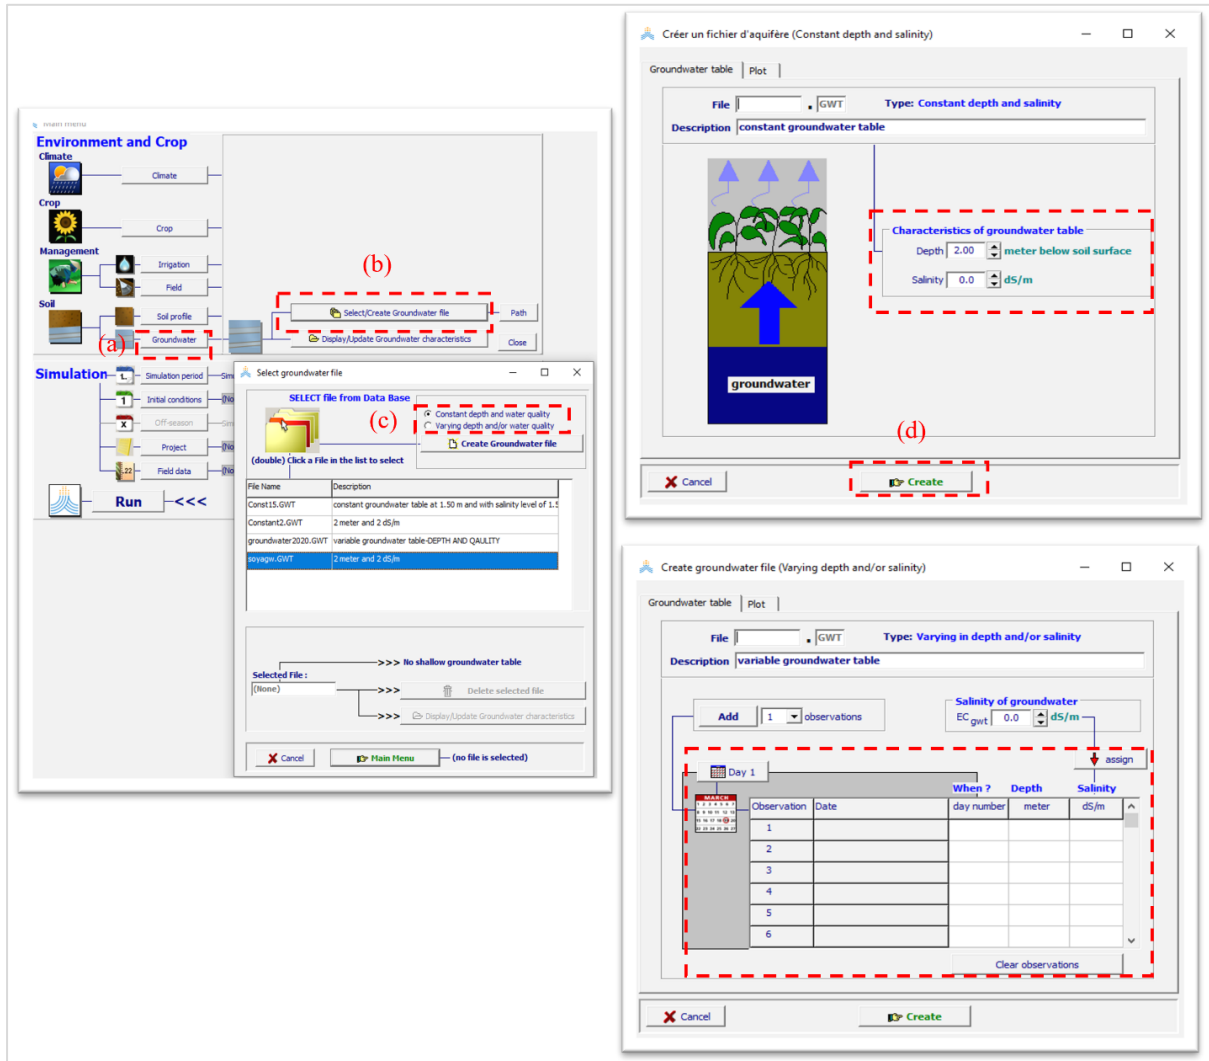 Main menu
Environment and Crop
Climate
Climate
Crop
Crop
Management
Irrigation
Field
Soil
Soil profile
(a)
Groundwater
(b)
Select/Create Groundwater file
Path
Display/Update Groundwater characteristics
Close
Simulation
Simulation period
Initial conditions
Off-season
Project
Field data
Run
<<<
Select groundwater file
SELECT file from Data Base
(c)
Constant depth and water quality
Varying depth and/or water quality
Create Groundwater file
(double) Click a File in the list to select
File Name Description
Const15.GWT constant groundwater table at 1.50 m and with salinity level of 1.5
Constant2.GWT 2 meter and 2 dS/m
groundwater2020.GWT variable groundwater table-DEPTH AND QAULITY
soyagw.GWT 2 meter and 2 dS/m
>>> No shallow groundwater table
Selected File :
(None)
>>> Delete selected file
>>> Display/Update Groundwater characteristics
Cancel
Main Menu
(no file is selected)
Créer un fichier d'aquifère (Constant depth and salinity)
Groundwater table Plot
File . GWT Type: Constant depth and salinity
Description constant groundwater table
groundwater
Characteristics of groundwater table
Depth 2.00 meter below soil surface
Salinity 0.0 dS/m
(d)
Cancel
Create
Create groundwater file (Varying depth and/or salinity)
Groundwater table Plot
File . GWT Type: Varying in depth and/or salinity
Description variable groundwater table
Add 1 observations
Salinity of groundwater
EC gwt 0.0 dS/m
assign
Day 1
MARCH
When ? Depth Salinity
Observation Date day number meter dS/m
1
2
3
4
5
6
Clear observations
Cancel
Create